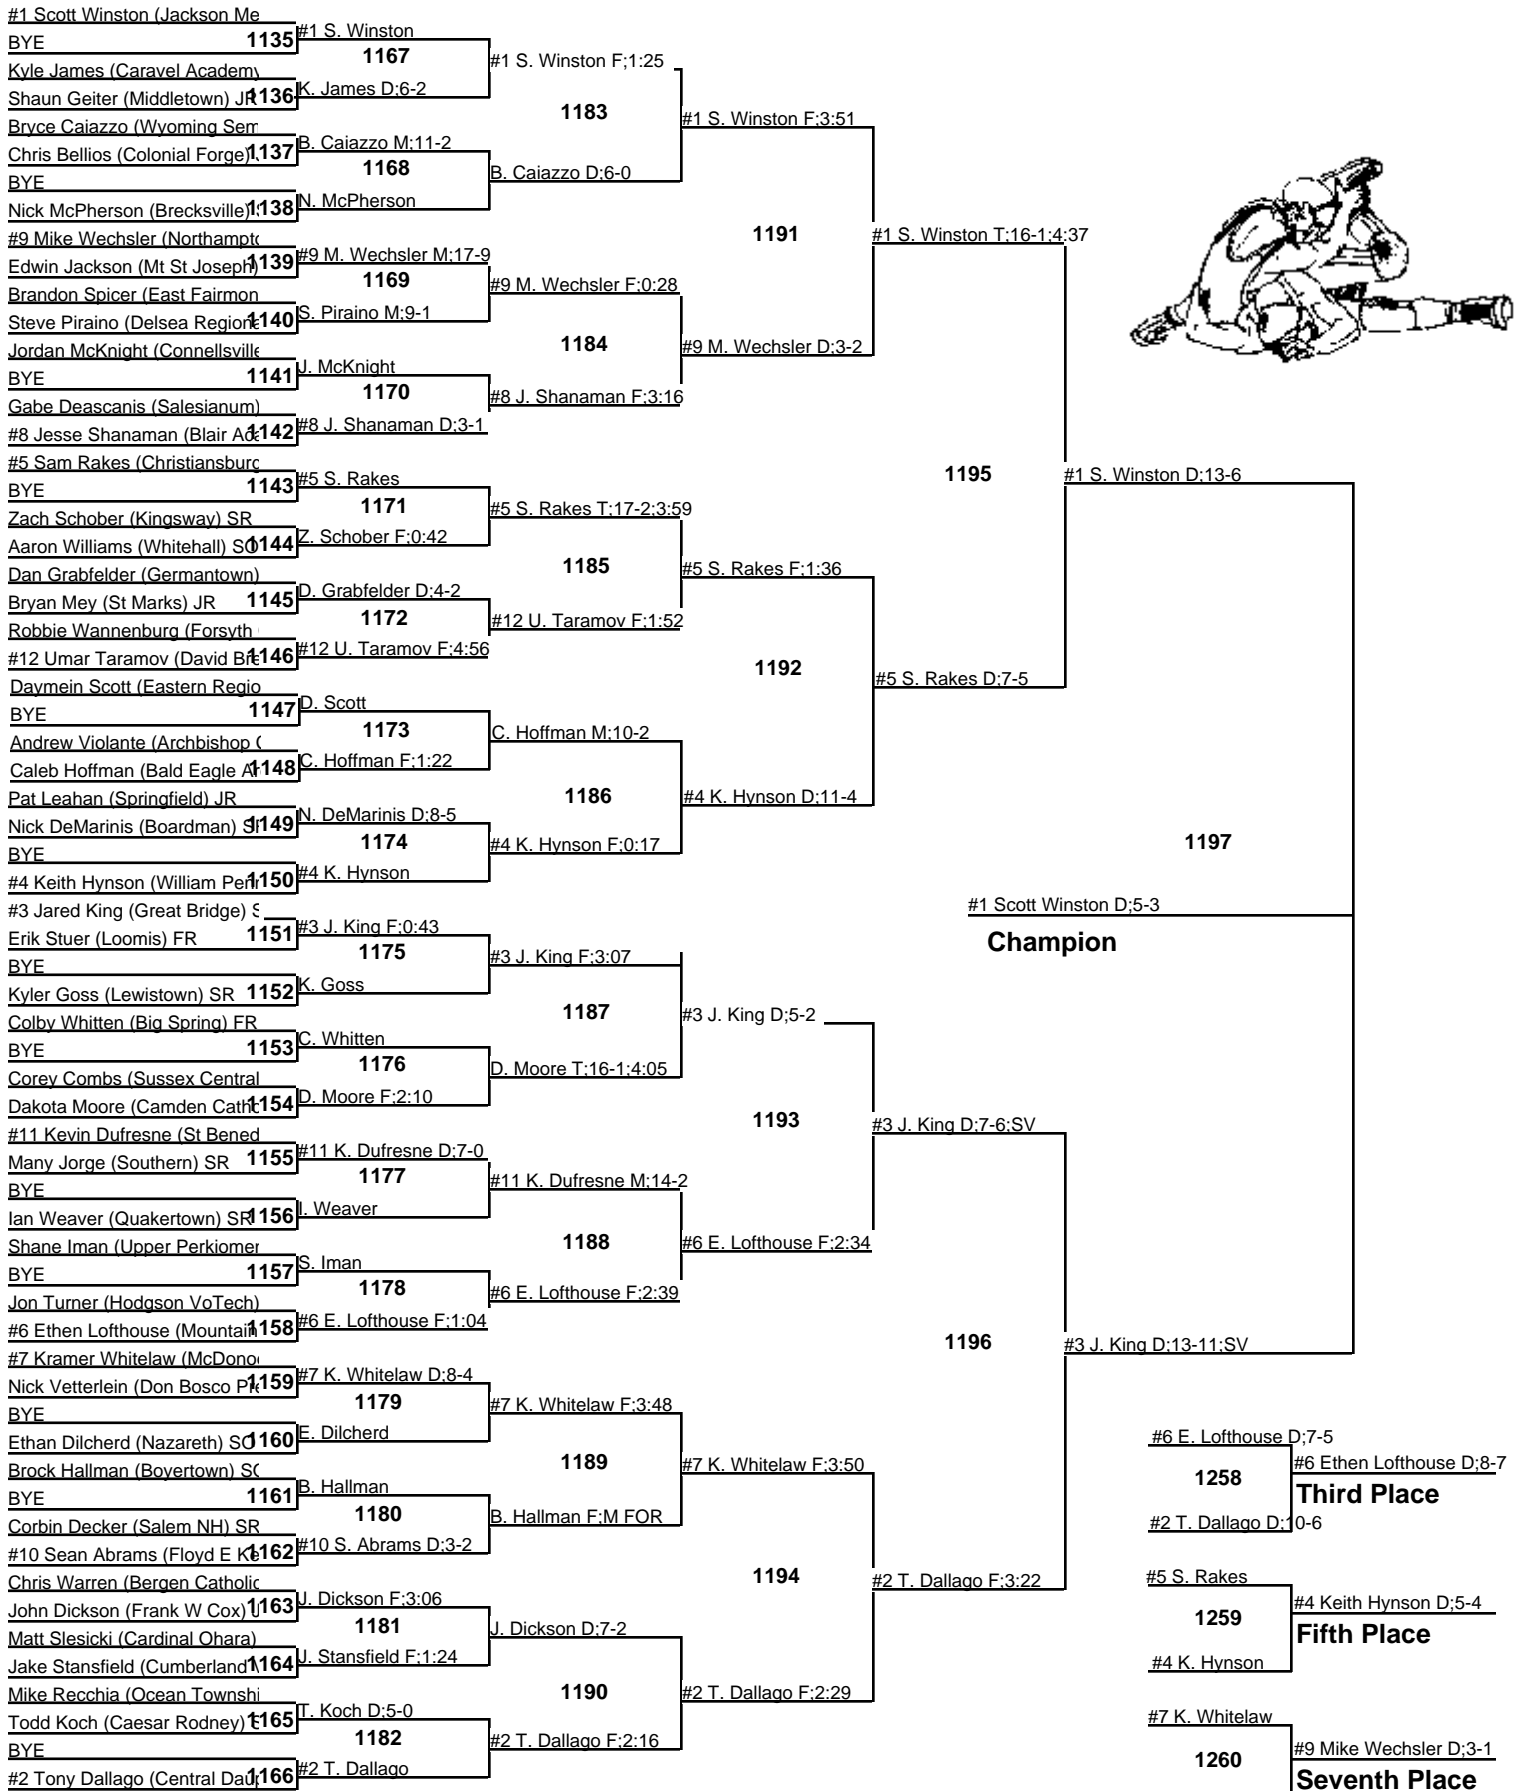 #1 Scott Winston (Jackson Me
BYE
1135
Kyle James (Caravel Academy
Shaun Geiter (Middletown) JR
1136
Bryce Caiazzo (Wyoming Sem
Chris Bellios (Colonial Forge)
1137
BYE
Nick McPherson (Brecksville)
1138
#9 Mike Wechsler (Northampto
Edwin Jackson (Mt St Joseph)
1139
Brandon Spicer (East Fairmon
Steve Piraino (Delsea Regiona
1140
Jordan McKnight (Connellsville
BYE
1141
Gabe Deascanis (Salesianum)
#8 Jesse Shanaman (Blair Aca
1142
#5 Sam Rakes (Christiansburg
BYE
1143
Zach Schober (Kingsway) SR
Aaron Williams (Whitehall) SO
1144
Dan Grabfelder (Germantown)
Bryan Mey (St Marks) JR
1145
Robbie Wannenburg (Forsyth
#12 Umar Taramov (David Bre
1146
Daymein Scott (Eastern Regio
BYE
1147
Andrew Violante (Archbishop
Caleb Hoffman (Bald Eagle Ar
1148
Pat Leahan (Springfield) JR
Nick DeMarinis (Boardman) SR
1149
BYE
#4 Keith Hynson (William Penn
1150
#3 Jared King (Great Bridge) S
Erik Stuer (Loomis) FR
1151
BYE
Kyler Goss (Lewistown) SR
1152
Colby Whitten (Big Spring) FR
BYE
1153
Corey Combs (Sussex Central
Dakota Moore (Camden Catho
1154
#11 Kevin Dufresne (St Bened
Many Jorge (Southern) SR
1155
BYE
Ian Weaver (Quakertown) SR
1156
Shane Iman (Upper Perkiomen
BYE
1157
Jon Turner (Hodgson VoTech)
#6 Ethen Lofthouse (Mountain
1158
#7 Kramer Whitelaw (McDonog
Nick Vetterlein (Don Bosco Pre
1159
BYE
Ethan Dilcherd (Nazareth) SO
1160
Brock Hallman (Boyertown) SO
BYE
1161
Corbin Decker (Salem NH) SR
#10 Sean Abrams (Floyd E Ke
1162
Chris Warren (Bergen Catholic
John Dickson (Frank W Cox) J
1163
Matt Slesicki (Cardinal Ohara)
Jake Stansfield (Cumberland V
1164
Mike Recchia (Ocean Townshi
Todd Koch (Caesar Rodney)
1165
BYE
#2 Tony Dallago (Central Daup
1166
#1 S. Winston
1167
K. James D;6-2
B. Caiazzo M;11-2
1168
N. McPherson
#9 M. Wechsler M;17-9
1169
S. Piraino M;9-1
J. McKnight
1170
#8 J. Shanaman D;3-1
#5 S. Rakes
1171
Z. Schober F;0:42
D. Grabfelder D;4-2
1172
#12 U. Taramov F;4:56
D. Scott
1173
C. Hoffman F;1:22
N. DeMarinis D;8-5
1174
#4 K. Hynson
#3 J. King F;0:43
1175
K. Goss
C. Whitten
1176
D. Moore F;2:10
#11 K. Dufresne D;7-0
1177
I. Weaver
S. Iman
1178
#6 E. Lofthouse F;1:04
#7 K. Whitelaw D;8-4
1179
E. Dilcherd
B. Hallman
1180
#10 S. Abrams D;3-2
J. Dickson F;3:06
1181
J. Stansfield F;1:24
T. Koch D;5-0
1182
#2 T. Dallago
#1 S. Winston F;1:25
1183
B. Caiazzo D;6-0
#9 M. Wechsler F;0:28
1184
#8 J. Shanaman F;3:16
#5 S. Rakes T;17-2;3:59
1185
#12 U. Taramov F;1:52
C. Hoffman M;10-2
1186
#4 K. Hynson F;0:17
#3 J. King F;3:07
1187
D. Moore T;16-1;4:05
#11 K. Dufresne M;14-2
1188
#6 E. Lofthouse F;2:39
#7 K. Whitelaw F;3:48
1189
B. Hallman F;M FOR
J. Dickson D;7-2
1190
#2 T. Dallago F;2:16
#1 S. Winston F;3:51
1191
#9 M. Wechsler D;3-2
#5 S. Rakes F;1:36
1192
#4 K. Hynson D;11-4
#3 J. King D;5-2
1193
#6 E. Lofthouse F;2:34
#7 K. Whitelaw F;3:50
1194
#2 T. Dallago F;2:29
#1 S. Winston T;16-1;4:37
1195
#5 S. Rakes D;7-5
#3 J. King D;7-6;SV
1196
#2 T. Dallago F;3:22
#1 S. Winston D;13-6
1197
#3 J. King D;13-11;SV
#1 Scott Winston D;5-3
Champion
#6 E. Lofthouse D;7-5
1258
#2 T. Dallago D;10-6
#6 Ethen Lofthouse D;8-7
Third Place
#5 S. Rakes
1259
#4 K. Hynson
#4 Keith Hynson D;5-4
Fifth Place
#7 K. Whitelaw
1260
#9 Mike Wechsler D;3-1
Seventh Place